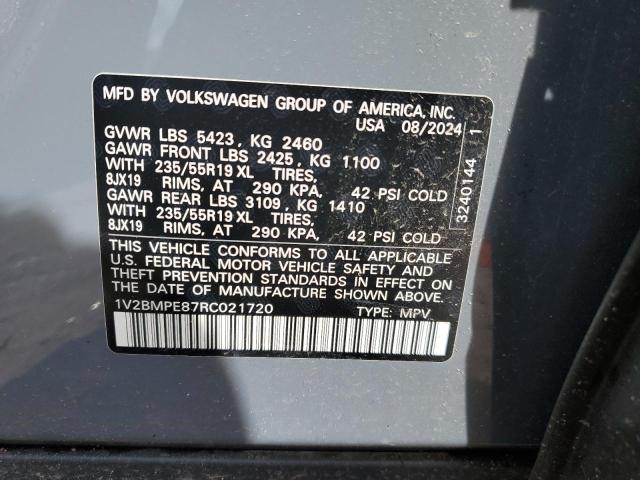 MFD BY VOLKSWAGEN GROUP OF AMERICA, INC.
USA 08/2024
GVWR LBS 5423, KG 2460
GAWR FRONT LBS 2425, KG 1100
WITH 235/55R19 XL TIRES,
8JX19 RIMS, AT 290 KPA, 42 PSI COLD
GAWR REAR LBS 3109, KG 1410
WITH 235/55R19 XL TIRES,
8JX19 RIMS, AT 290 KPA, 42 PSI COLD
THIS VEHICLE CONFORMS TO ALL APPLICABLE
U.S. FEDERAL MOTOR VEHICLE SAFETY AND
THEFT PREVENTION STANDARDS IN EFFECT ON
THE DATE OF MANUFACTURE SHOWN ABOVE.
1V2BMPE87RC021720 TYPE: MPV
3240144 1